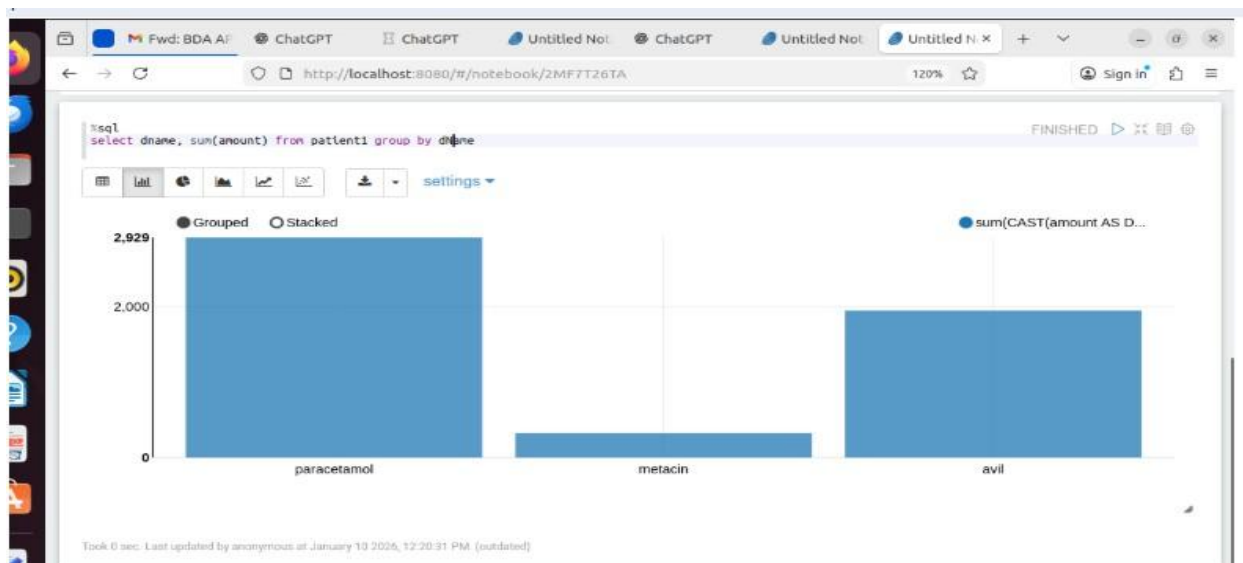 Fwd: BDA AF ChatGPT ChatGPT Untitled Not ChatGPT Untitled Not Untitled N
http://localhost:8080/#/notebook/2MF7T26TA 120% Sign in
%sql FINISHED
select dname, sum(amount) from patient1 group by dName
settings
Grouped Stacked sum(CAST(amount AS D...
2,929
2,000
0
paracetamol metacin avil
Took 0 sec. Last updated by anonymous at January 10 2026, 12:20:31 PM. (outdated)